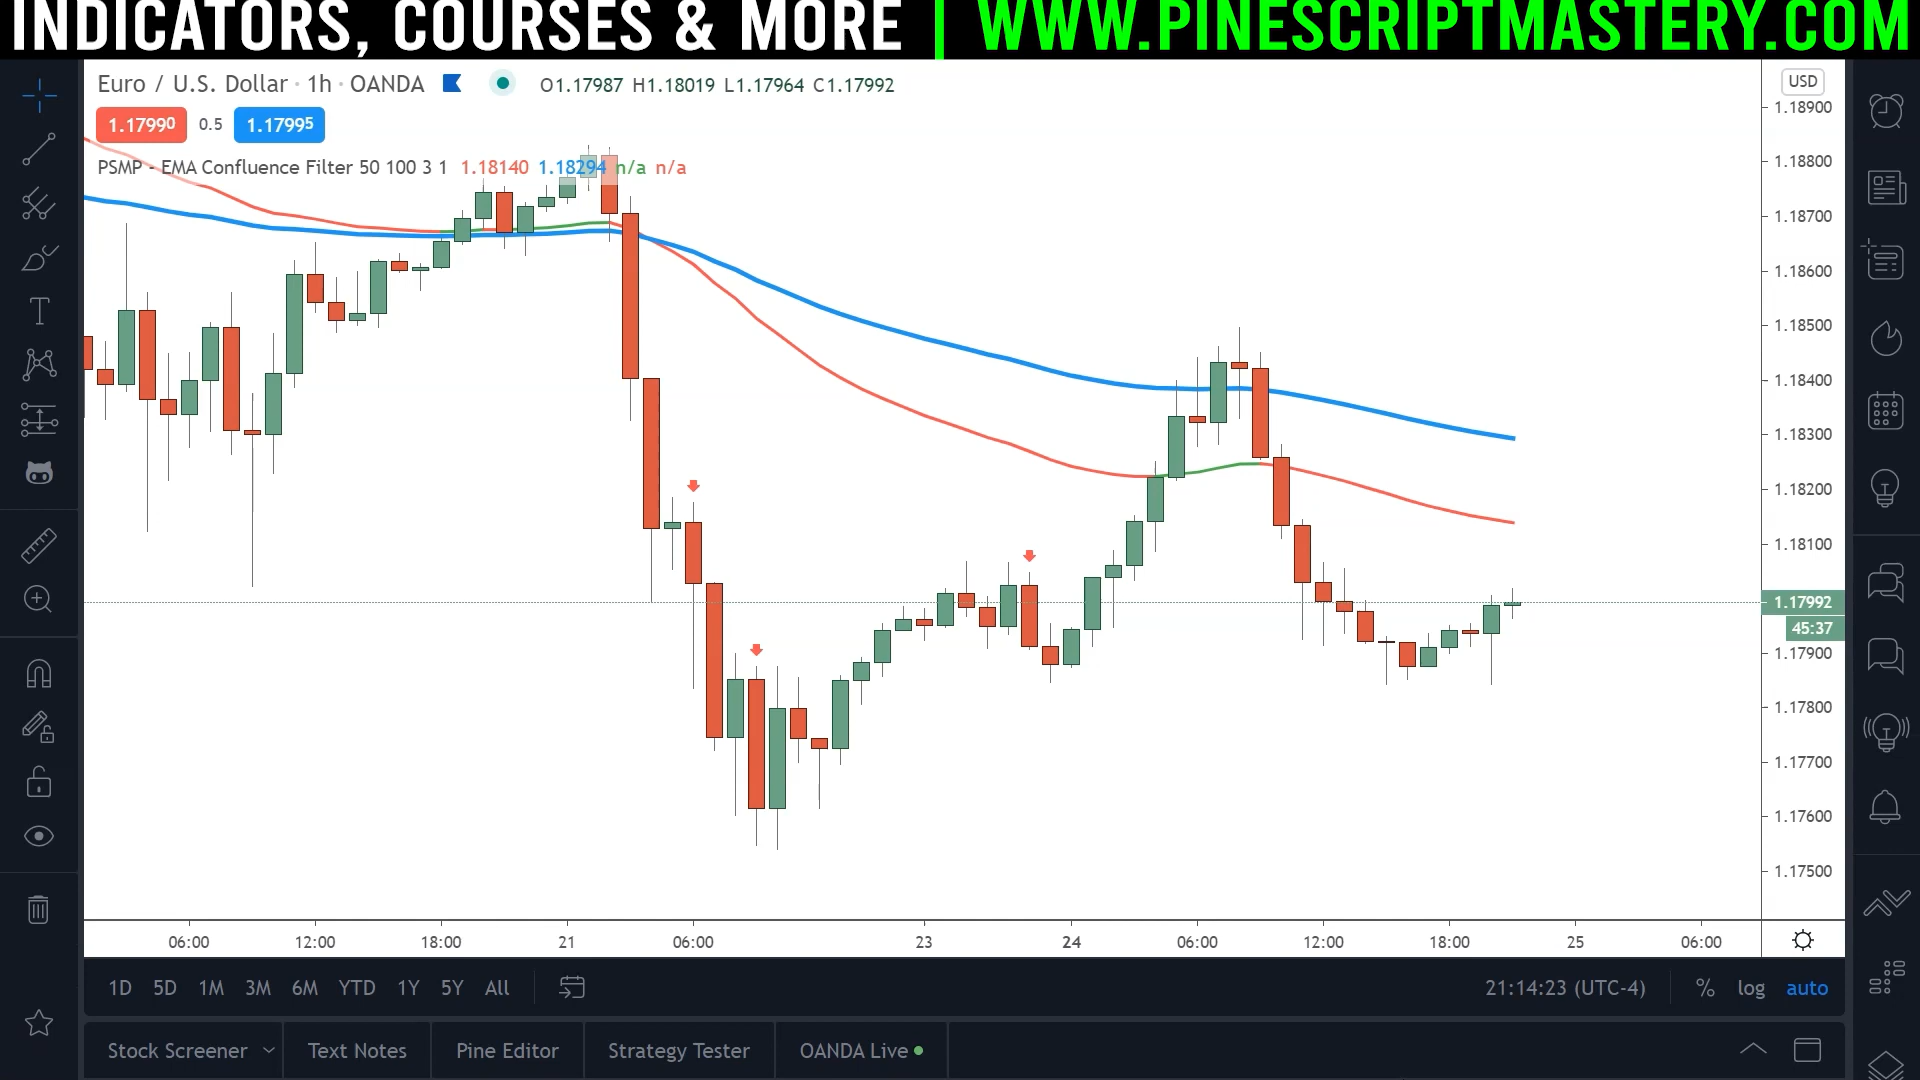 INDICATORS, COURSES & MORE | WWW.PINESCRIPTMASTERY.COM
Euro / U.S. Dollar · 1h · OANDA O1.17987 H1.18019 L1.17964 C1.17992
USD
1.17990 0.5 1.17995
PSMP - EMA Confluence Filter 50 100 3 1 1.18140 1.18294 n/a n/a
1.18900
1.18800
1.18700
1.18600
1.18500
1.18400
1.18300
1.18200
1.18100
1.17992
45:37
1.17900
1.17800
1.17700
1.17600
1.17500
06:00 12:00 18:00 21 06:00 23 24 06:00 12:00 18:00 25 06:00
1D 5D 1M 3M 6M YTD 1Y 5Y All 21:14:23 (UTC-4) % log auto
Stock Screener Text Notes Pine Editor Strategy Tester OANDA Live